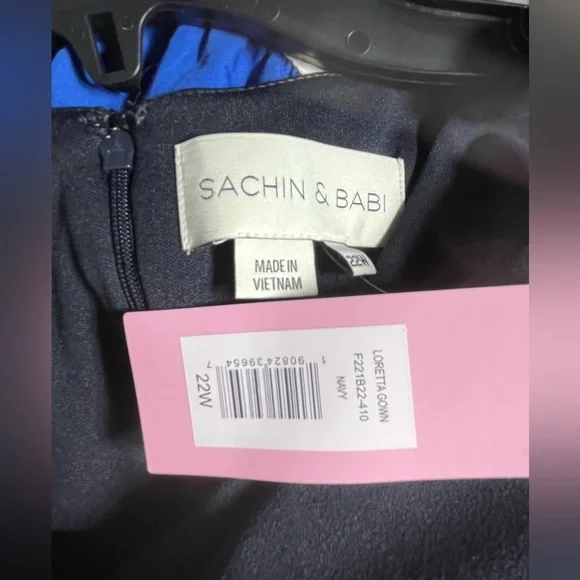 SACHIN & BABI
MADE IN
VIETNAM
22W
LORETTA GOWN
F221B22-410
NAVY
1 90824 39654 7
22W